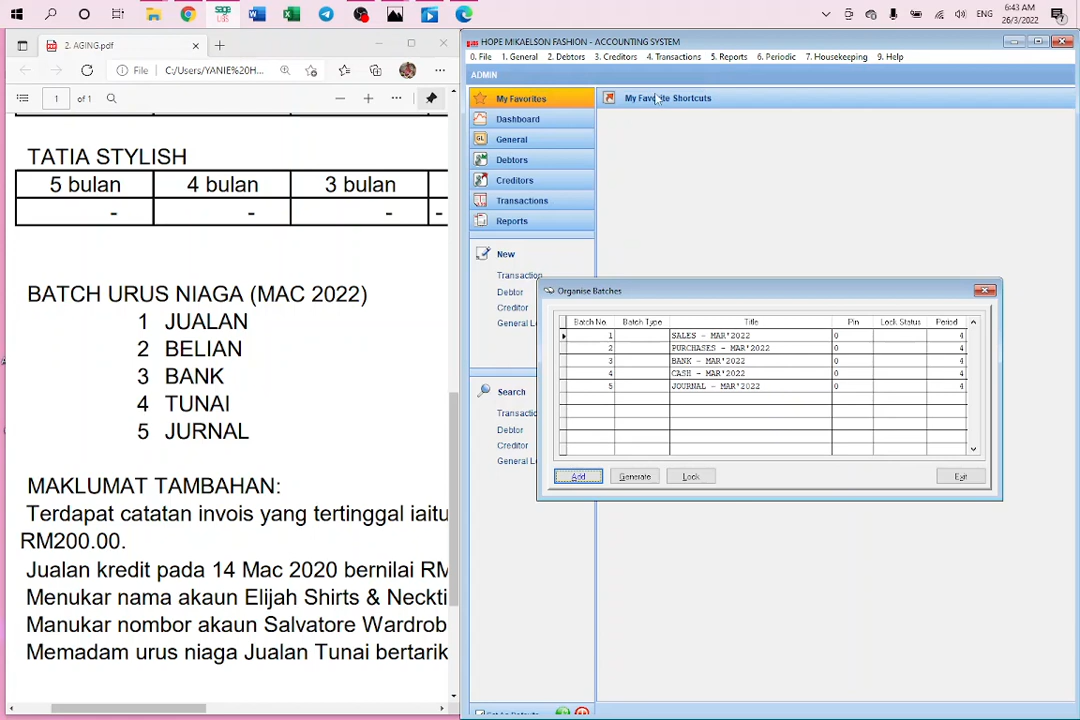 ENG
6:43 AM
26/3/2022
2. AGING.pdf
File
C:/Users/YANIE%20H...
1
of 1
TATIA STYLISH
5 bulan
4 bulan
3 bulan
-
-
-
-
BATCH URUS NIAGA (MAC 2022)
1 JUALAN
2 BELIAN
3 BANK
4 TUNAI
5 JURNAL
MAKLUMAT TAMBAHAN:
Terdapat catatan invois yang tertinggal iaitu
RM200.00.
Jualan kredit pada 14 Mac 2020 bernilai RM
Menukar nama akaun Elijah Shirts & Neckti
Manukar nombor akaun Salvatore Wardrob
Memadam urus niaga Jualan Tunai bertarik
HOPE MIKAELSON FASHION - ACCOUNTING SYSTEM
0. File 1. General 2. Debtors 3. Creditors 4. Transactions 5. Reports 6. Periodic 7. Housekeeping 9. Help
ADMIN
My Favorites
Dashboard
General
Debtors
Creditors
Transactions
Reports
New
Transaction
Debtor
Creditor
General L
Search
Transact
Debtor
Creditor
General L
My Favorite Shortcuts
Organise Batches
Batch No Batch Type Title Pin Lock Status Period
1 SALES - MAR'2022 0 4
2 PURCHASES - MAR'2022 0 4
3 BANK - MAR'2022 0 4
4 CASH - MAR'2022 0 4
5 JOURNAL - MAR'2022 0 4
Add Generate Lock Exit